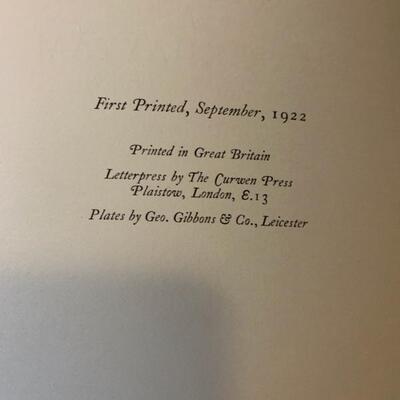 First Printed, September, 1922
Printed in Great Britain
Letterpress by The Curwen Press
Plaistow, London, E.13
Plates by Geo. Gibbons & Co., Leicester